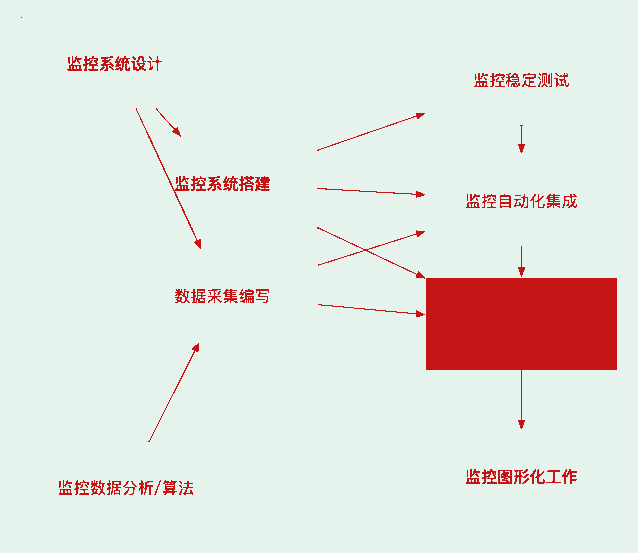 监控系统设计
监控系统搭建
数据采集编写
监控数据分析/算法
监控稳定测试
监控自动化集成
监控图形化工作